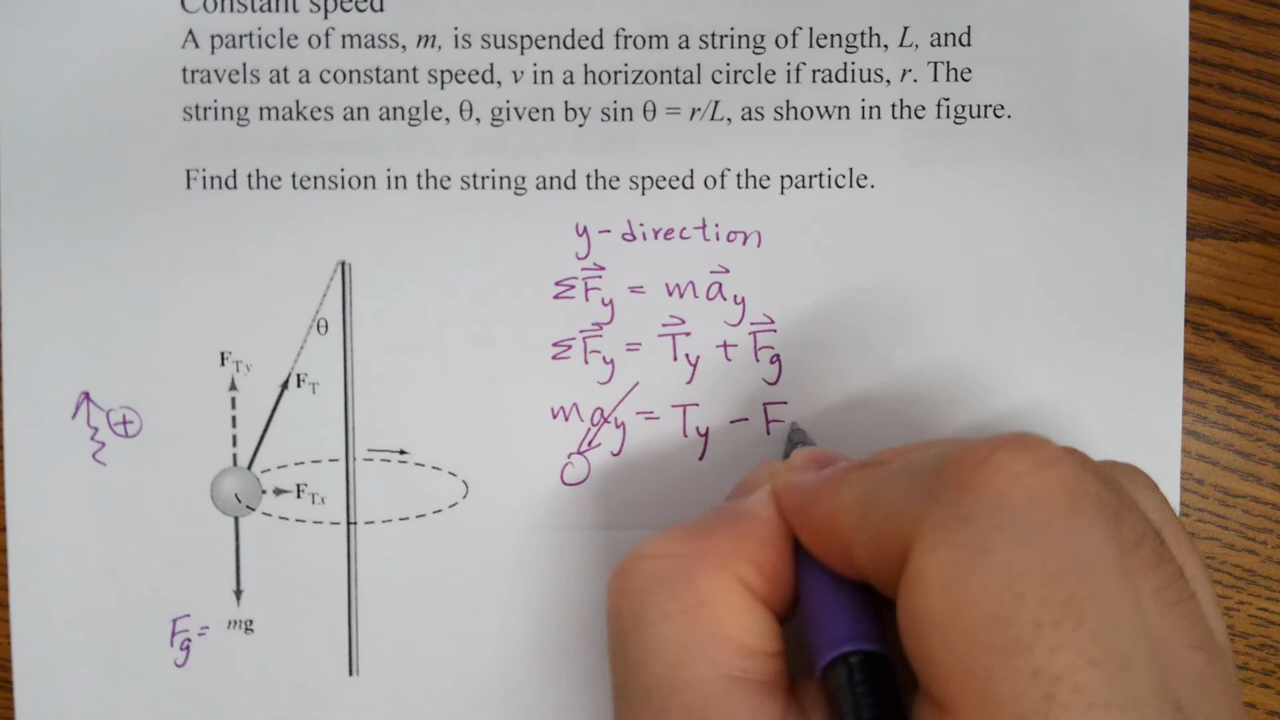 Constant speed
A particle of mass, m, is suspended from a string of length, L, and
travels at a constant speed, v in a horizontal circle if radius, r. The
string makes an angle, θ, given by sin θ = r/L, as shown in the figure.
Find the tension in the string and the speed of the particle.
y-direction
ΣF⃗y = ma⃗y
ΣF⃗y = T⃗y + F⃗g
may = Ty - F
0
θ
FTy
FT
+
FTx
Fg = mg